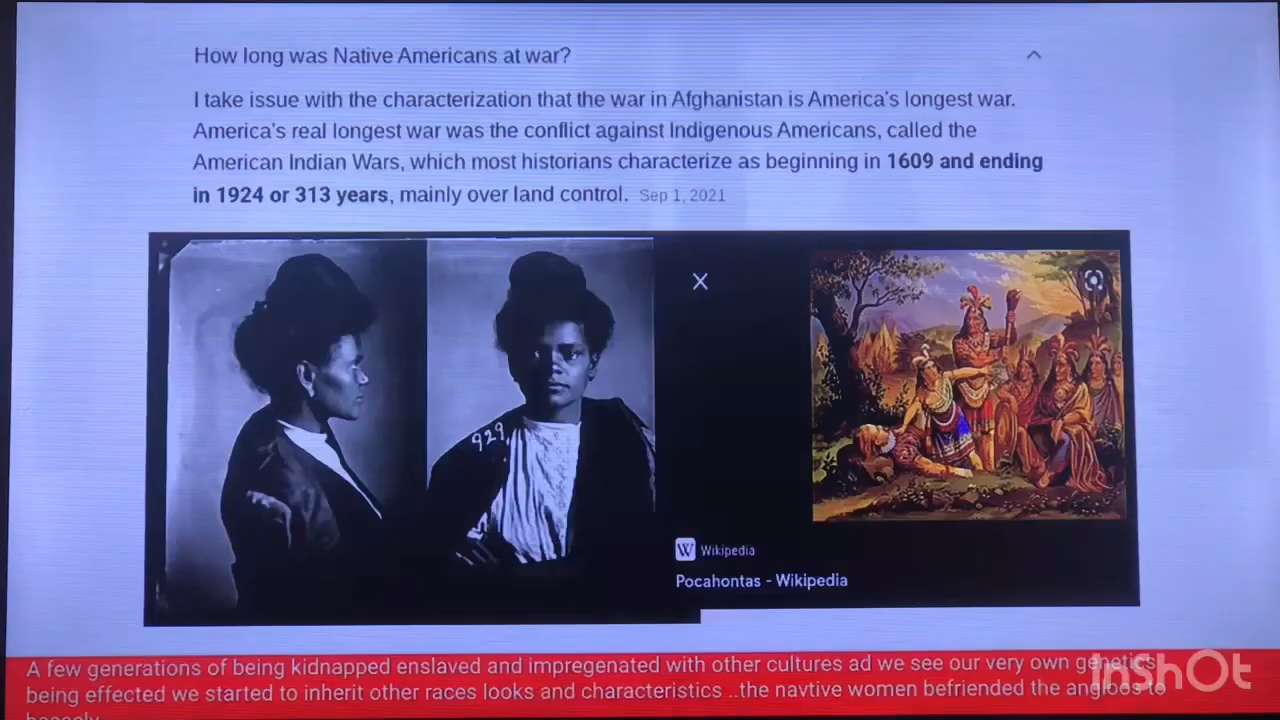 How long was Native Americans at war?
I take issue with the characterization that the war in Afghanistan is America's longest war.
America's real longest war was the conflict against Indigenous Americans, called the
American Indian Wars, which most historians characterize as beginning in 1609 and ending
in 1924 or 313 years, mainly over land control. Sep 1, 2021
929
W Wikipedia
Pocahontas - Wikipedia
A few generations of being kidnapped enslaved and impregenated with other cultures ad we see our very own genetics
being effected we started to inherit other races looks and characteristics ..the navtive women befriended the angloos to
InShOt